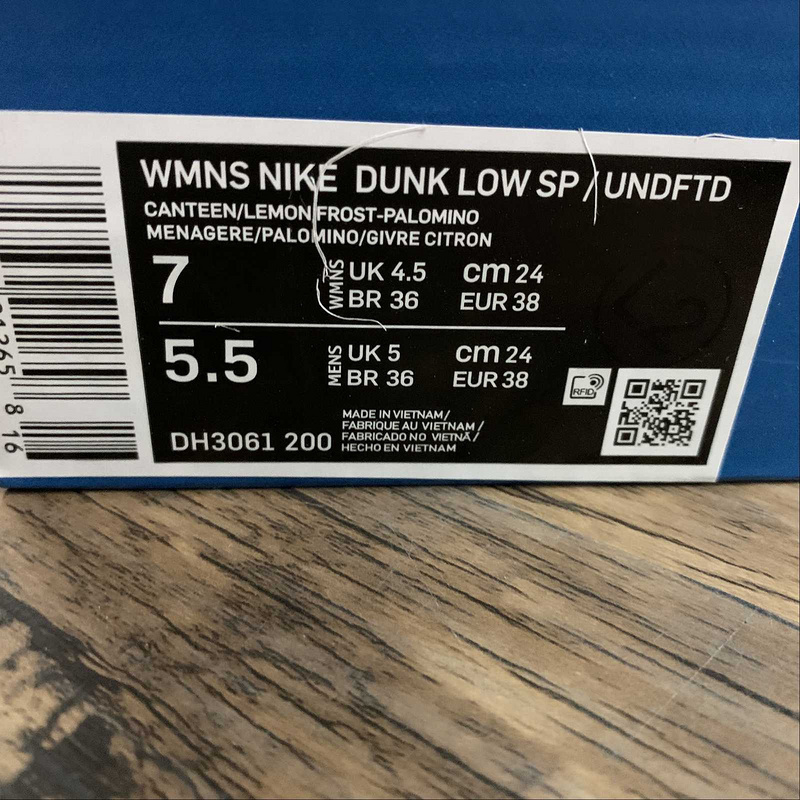 WMNS NIKE DUNK LOW SP / UNDFTD
CANTEEN/LEMON FROST-PALOMINO
MENAGERE/PALOMINO/GIVRE CITRON
7
WMNS
UK 4.5 cm 24
BR 36 EUR 38
5.5
MENS
UK 5 cm 24
BR 36 EUR 38
DH3061 200
MADE IN VIETNAM/
FABRIQUE AU VIETNAM /
FABRICADO NO VIETNÃ /
HECHO EN VIETNAM
RFID
8 16